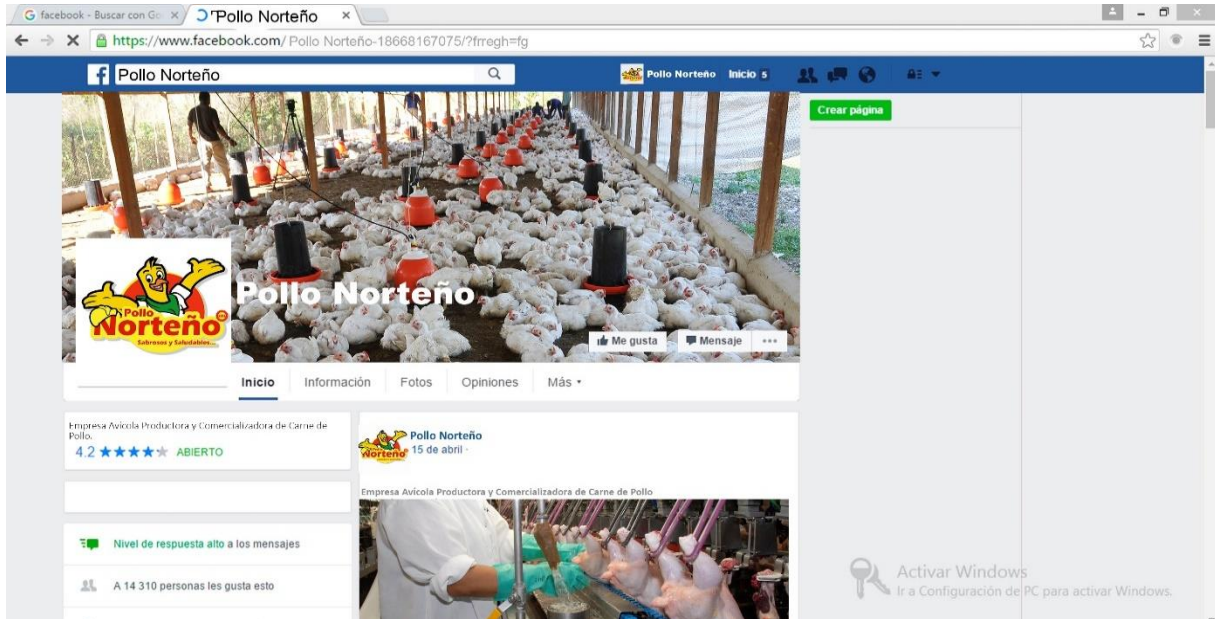 facebook - Buscar con Go
Pollo Norteño
https://www.facebook.com/ Pollo Norteño-18668167075/?frregh=fg
Pollo Norteño
Pollo Norteño Inicio 5
Crear página
Pollo
Norteño
Sabrosos y Saludables...
Pollo Norteño
Me gusta
Mensaje
Inicio Información Fotos Opiniones Más
Empresa Avícola Productora y Comercializadora de Carne de
Pollo.
4.2 ★★★★★ ABIERTO
Pollo Norteño
15 de abril ·
Norteño
Empresa Avícola Productora y Comercializadora de Carne de Pollo
Nivel de respuesta alto a los mensajes
A 14 310 personas les gusta esto
Activar Windows
Ir a Configuración de PC para activar Windows.